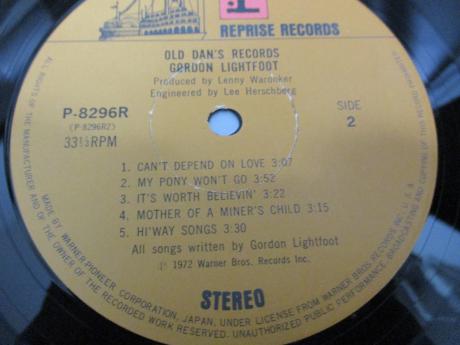 r
REPRISE RECORDS
OLD DAN'S RECORDS
GORDON LIGHTFOOT
Produced by Lenny Waronker
Engineered by Lee Herschberg
P-8296R
(P-8296R2)
33⅓RPM
SIDE
2
1. CAN'T DEPEND ON LOVE 3:07
2. MY PONY WON'T GO 3:52
3. IT'S WORTH BELIEVIN' 3:22
4. MOTHER OF A MINER'S CHILD 3:15
5. HI'WAY SONGS 3:30
All songs written by Gordon Lightfoot
Ⓟ 1972 Warner Bros. Records Inc.
STEREO
MADE BY WARNER-PIONEER CORPORATION, JAPAN, UNDER LICENSE FROM WARNER BROS. RECORDS INC., U.S.A.
ALL RIGHTS OF THE MANUFACTURER AND OF THE OWNER OF THE RECORDED WORK RESERVED. UNAUTHORIZED PUBLIC PERFORMANCE, BROADCASTING AND COPYING OF THIS RECORD PROHIBITED